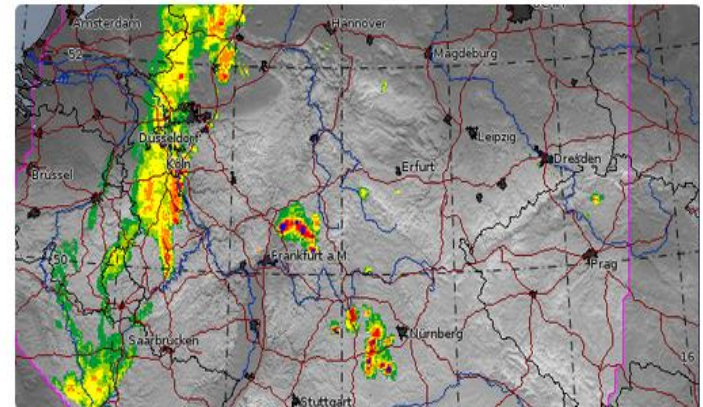 Amsterdam
Hannover
52
Magdeburg
Düsseldorf
Leipzig
Köln
Dresden
Erfurt
Brüssel
50
Frankfurt a.M.
Prag
Nürnberg
Saarbrücken
16
Stuttgart